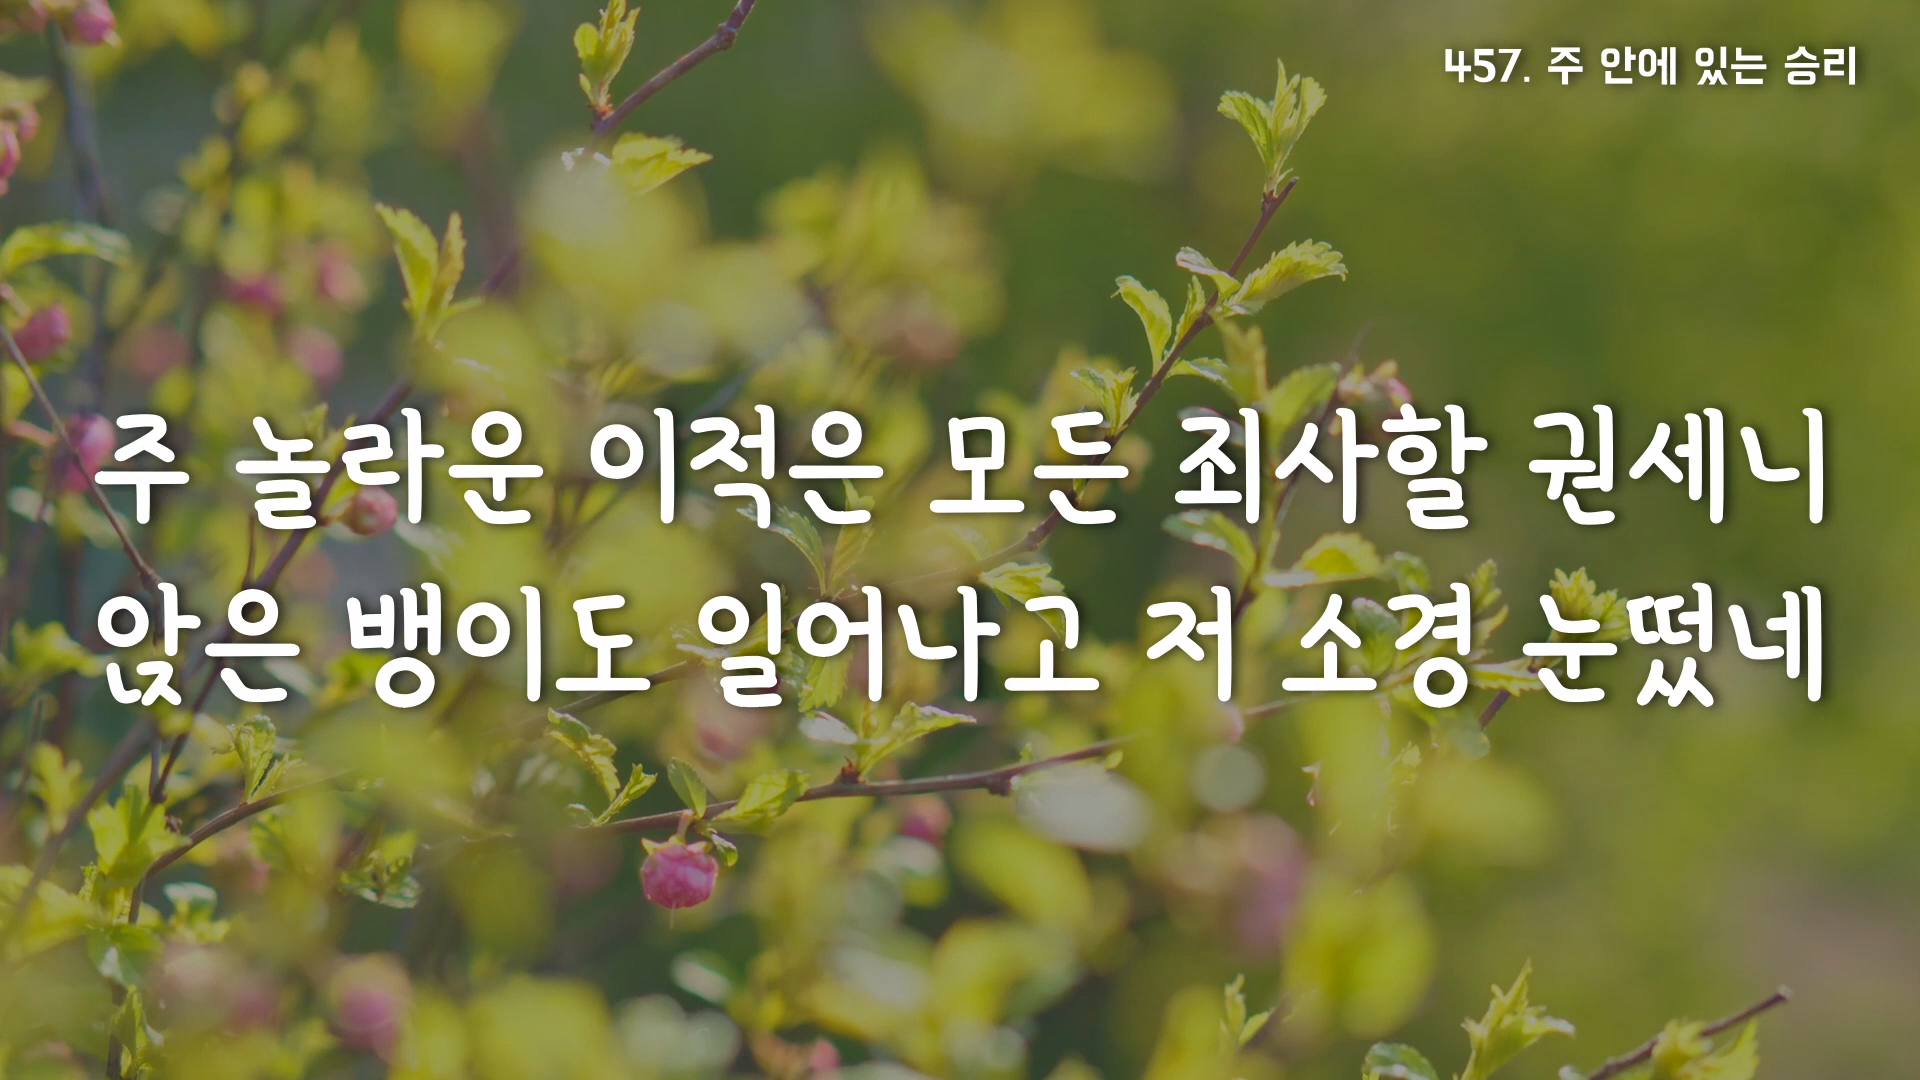 457. 주 안에 있는 승리
주 놀라운 이적은 모든 죄사할 권세니
앉은 뱅이도 일어나고 저 소경 눈떴네